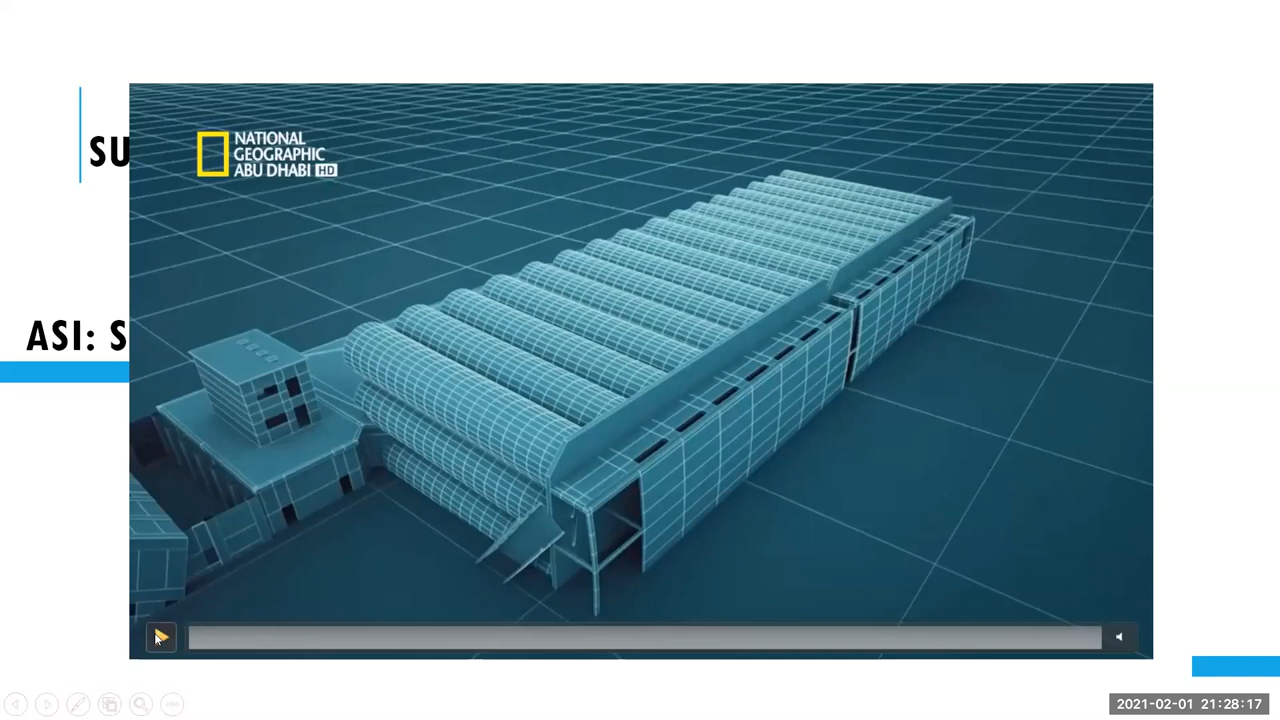 NATIONAL
GEOGRAPHIC
ABU DHABI HD
SU
ASI: S
2021-02-01 21:28:17